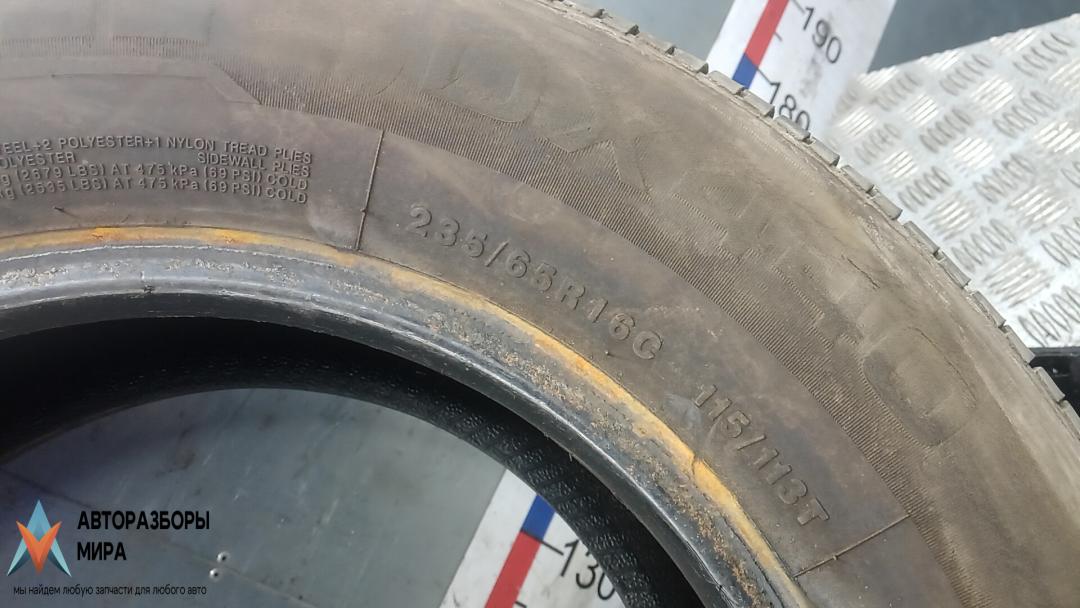 190
180
EEL+2 POLYESTER+1 NYLON TREAD PLIES
OLYESTER SIDEWALL PLIES
(2679 LBS) AT 475 kPa (69 PSI) COLD
(2535 LBS) AT 475 kPa (69 PSI) COLD
235/65R16C 115/113T
130
АВТОРАЗБОРЫ
МИРА
мы найдем любую запчасти для любого авто